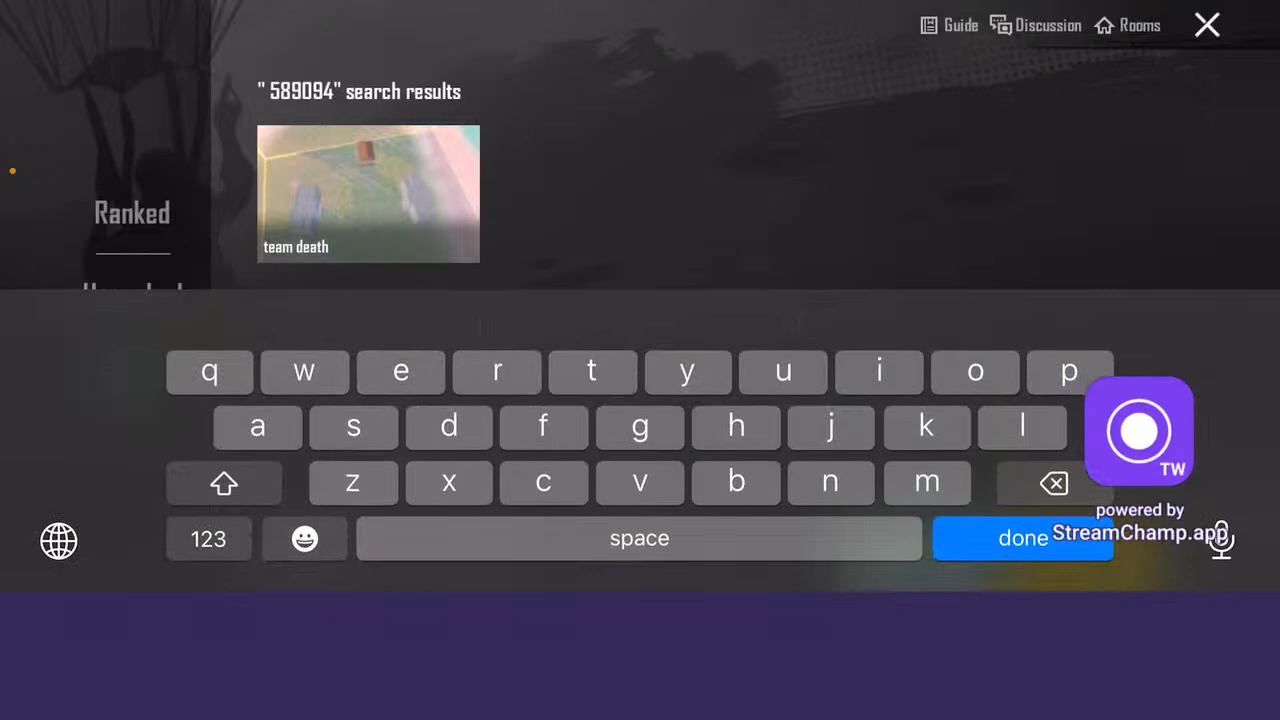 Guide Discussion Rooms
" 589094" search results
team death
Ranked
q w e r t y u i o p
a s d f g h j k l
z x c v b n m
TW
powered by
StreamChamp.app
123 space done